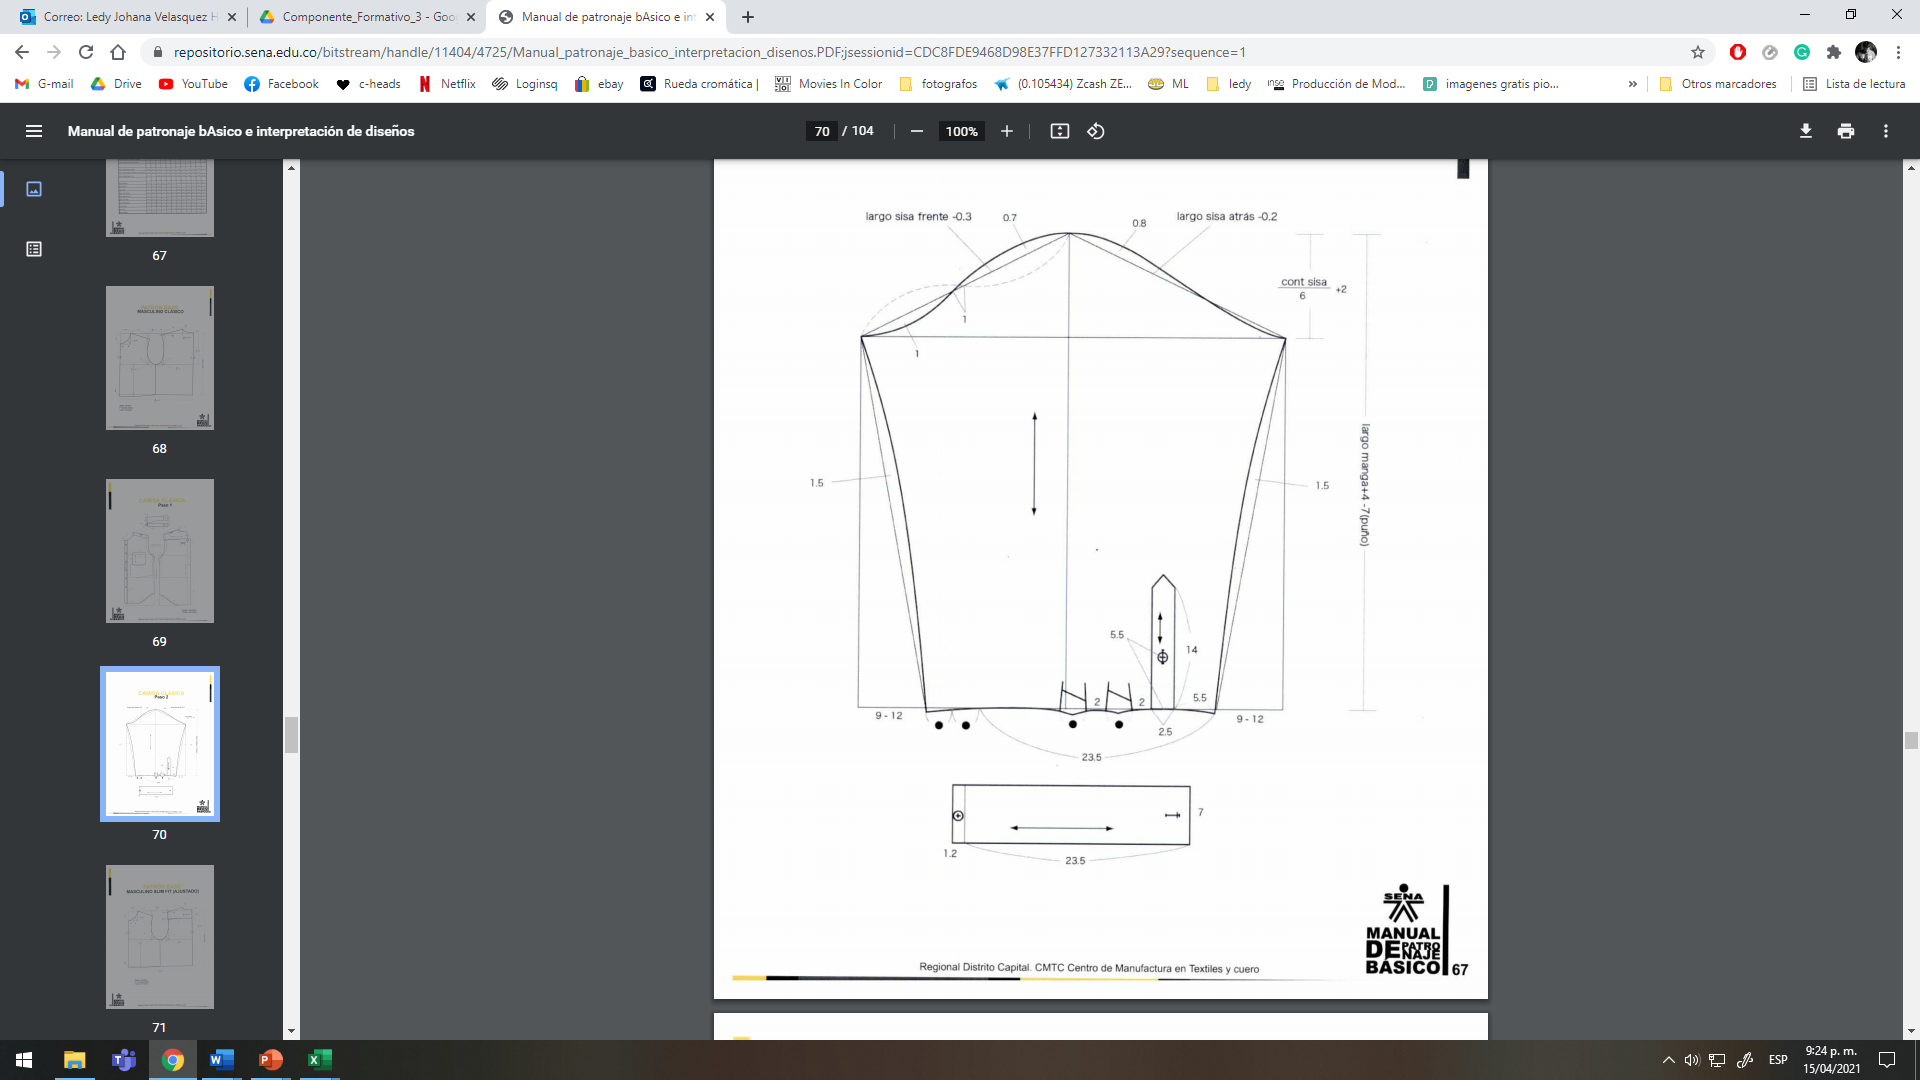 Correo: Ledy Johana Velasquez H
Componente_Formativo_3 - Goo
Manual de patronaje bAsico e int
repositorio.sena.edu.co/bitstream/handle/11404/4725/Manual_patronaje_basico_interpretacion_disenos.PDF;jsessionid=CDC8FDE9468D98E37FFD127332113A29?sequence=1
G-mail
Drive
YouTube
Facebook
c-heads
Netflix
Loginsq
ebay
Rueda cromática |
Movies In Color
fotografos
(0.105434) Zcash ZE...
ML
ledy
Producción de Mod...
imagenes gratis pio...
»
Otros marcadores
Lista de lectura
Manual de patronaje bAsico e interpretación de diseños
70 / 104
100%
67
68
69
70
71
CAMISA CLASICA
Paso 2
largo sisa frente -0.3
0.7
0.8
largo sisa atrás -0.2
cont sisa
6
+2
1
1
1.5
1.5
largo manga+4 -7(puño)
5.5
14
2
2
5.5
9 - 12
9 - 12
2.5
23.5
7
1.2
23.5
SENA
MANUAL
DE PATRO
NAJE
BASICO 67
Regional Distrito Capital. CMTC Centro de Manufactura en Textiles y cuero
ESP
9:24 p. m.
15/04/2021